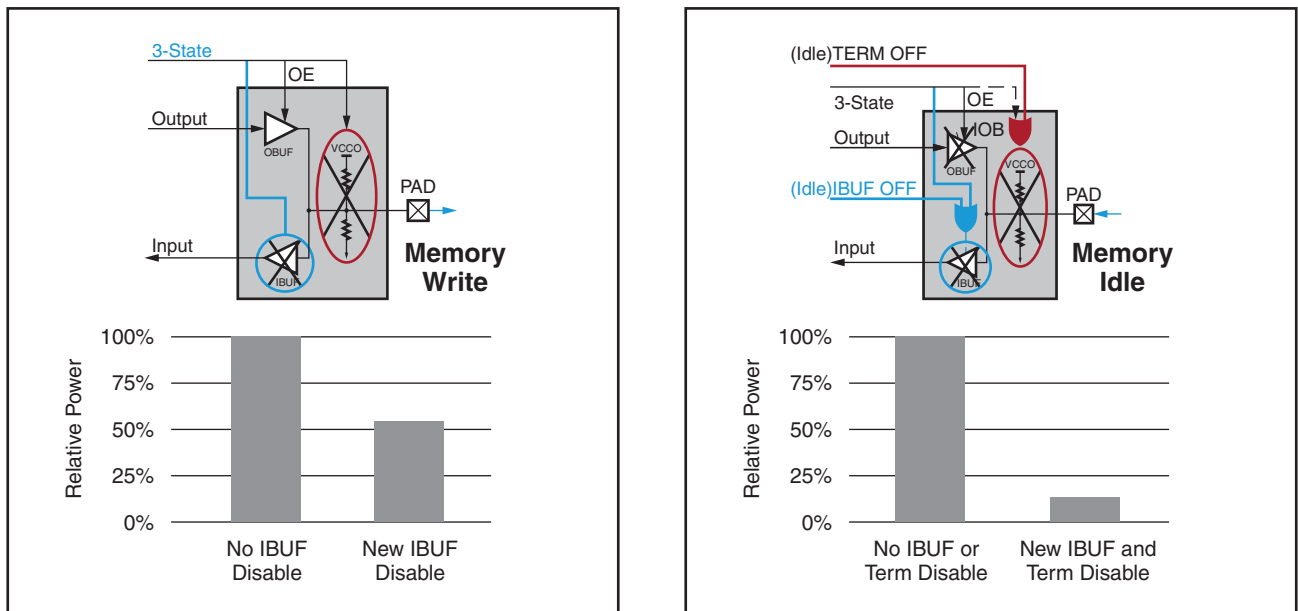 3-State
OE
Output
OBUF
VCCO
PAD
Input
IBUF
Memory
Write
100%
75%
50%
25%
0%
Relative Power
No IBUF
Disable
New IBUF
Disable
(Idle)TERM OFF
3-State
OE
Output
IOB
OBUF
VCCO
(Idle)IBUF OFF
PAD
Input
IBUF
Memory
Idle
100%
75%
50%
25%
0%
Relative Power
No IBUF or
Term Disable
New IBUF and
Term Disable